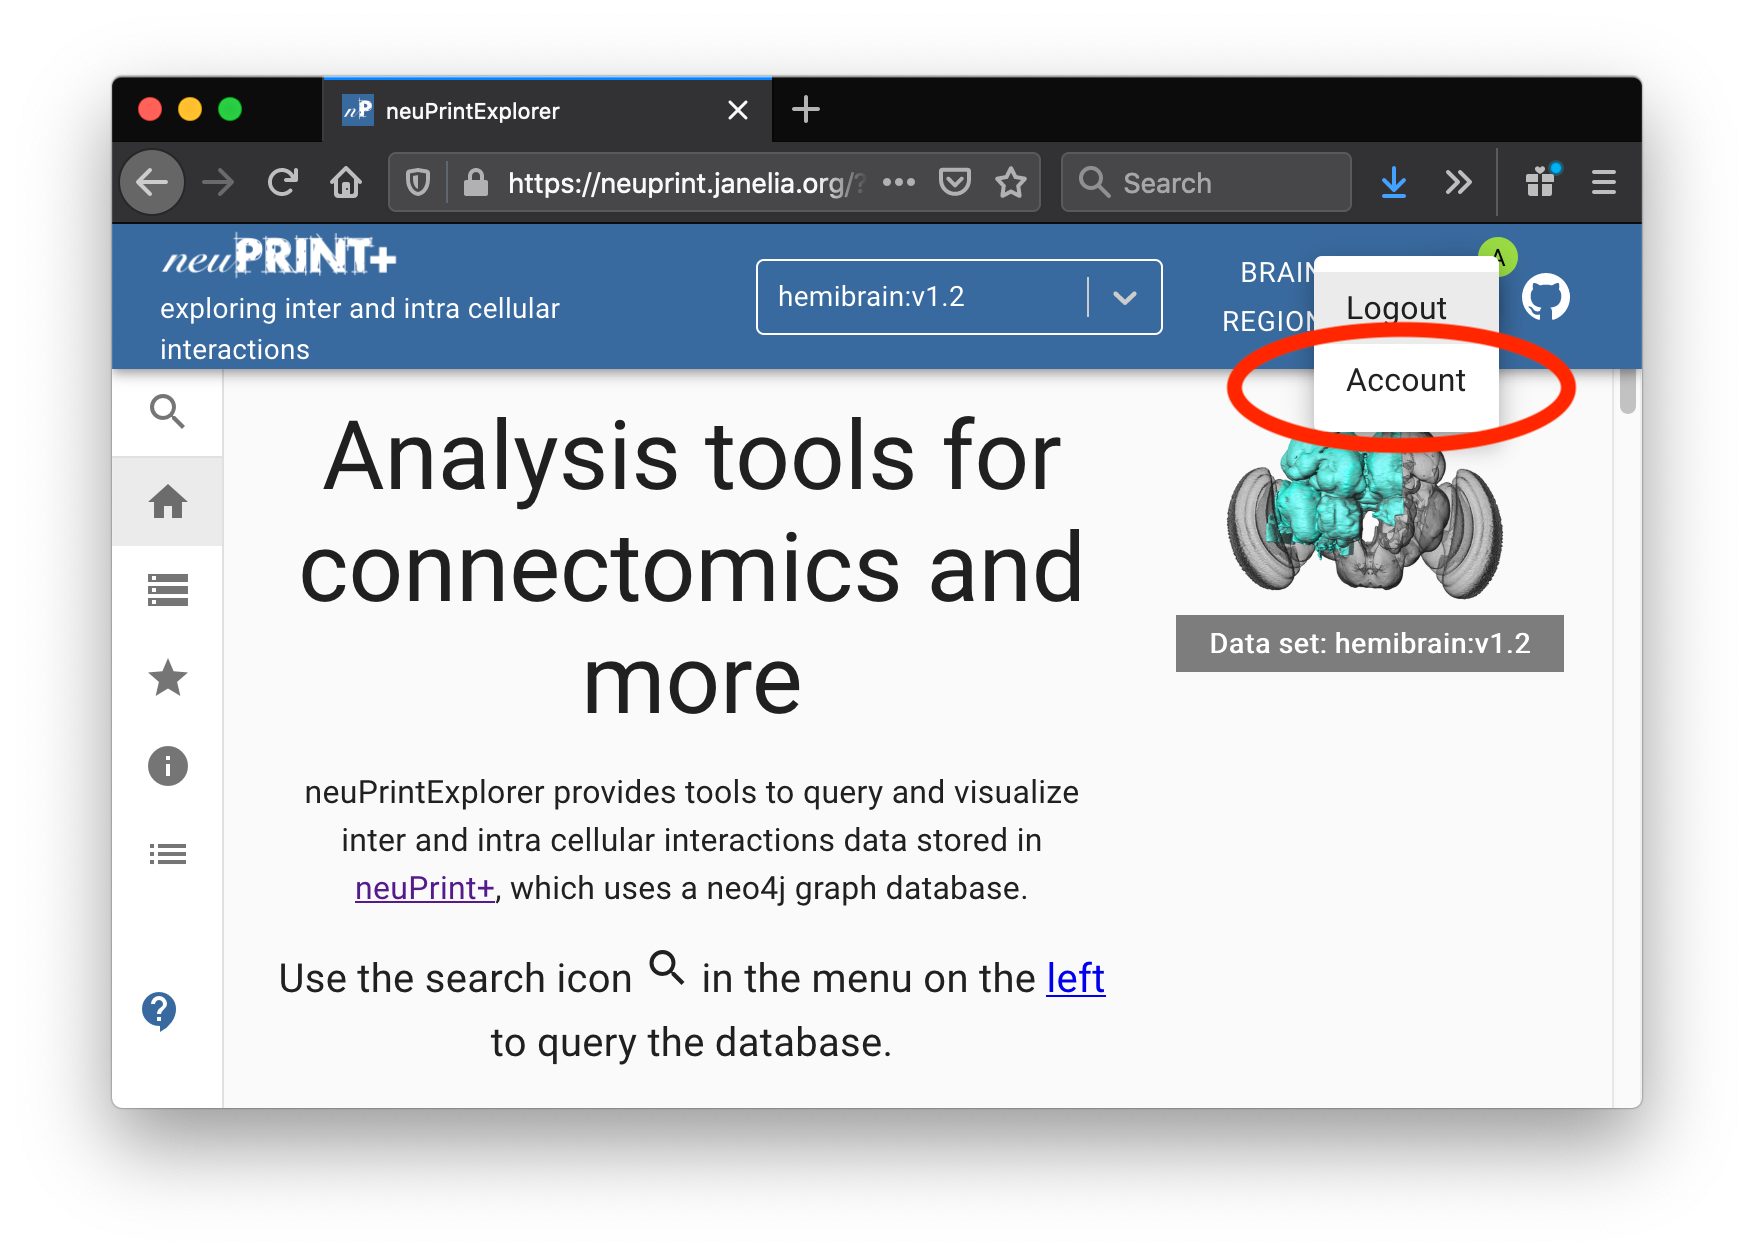 neuPrintExplorer
https://neuprint.janelia.org/?
Search
neuPRINT+
exploring inter and intra cellular
interactions
hemibrain:v1.2
BRAIN
REGION
A
Logout
Account
Analysis tools for
connectomics and
more
Data set: hemibrain:v1.2
neuPrintExplorer provides tools to query and visualize
inter and intra cellular interactions data stored in
neuPrint+, which uses a neo4j graph database.
Use the search icon in the menu on the left
to query the database.